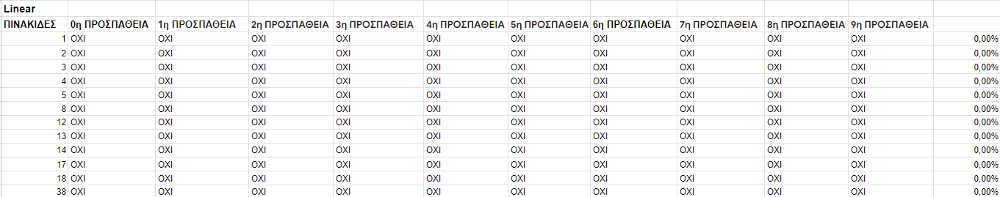 Linear
ΠΙΝΑΚΙΔΕΣ 0η ΠΡΟΣΠΑΘΕΙΑ 1η ΠΡΟΣΠΑΘΕΙΑ 2η ΠΡΟΣΠΑΘΕΙΑ 3η ΠΡΟΣΠΑΘΕΙΑ 4η ΠΡΟΣΠΑΘΕΙΑ 5η ΠΡΟΣΠΑΘΕΙΑ 6η ΠΡΟΣΠΑΘΕΙΑ 7η ΠΡΟΣΠΑΘΕΙΑ 8η ΠΡΟΣΠΑΘΕΙΑ 9η ΠΡΟΣΠΑΘΕΙΑ
1 ΟΧΙ ΟΧΙ ΟΧΙ ΟΧΙ ΟΧΙ ΟΧΙ ΟΧΙ ΟΧΙ ΟΧΙ ΟΧΙ 0,00%
2 ΟΧΙ ΟΧΙ ΟΧΙ ΟΧΙ ΟΧΙ ΟΧΙ ΟΧΙ ΟΧΙ ΟΧΙ ΟΧΙ 0,00%
3 ΟΧΙ ΟΧΙ ΟΧΙ ΟΧΙ ΟΧΙ ΟΧΙ ΟΧΙ ΟΧΙ ΟΧΙ ΟΧΙ 0,00%
4 ΟΧΙ ΟΧΙ ΟΧΙ ΟΧΙ ΟΧΙ ΟΧΙ ΟΧΙ ΟΧΙ ΟΧΙ ΟΧΙ 0,00%
5 ΟΧΙ ΟΧΙ ΟΧΙ ΟΧΙ ΟΧΙ ΟΧΙ ΟΧΙ ΟΧΙ ΟΧΙ ΟΧΙ 0,00%
8 ΟΧΙ ΟΧΙ ΟΧΙ ΟΧΙ ΟΧΙ ΟΧΙ ΟΧΙ ΟΧΙ ΟΧΙ ΟΧΙ 0,00%
12 ΟΧΙ ΟΧΙ ΟΧΙ ΟΧΙ ΟΧΙ ΟΧΙ ΟΧΙ ΟΧΙ ΟΧΙ ΟΧΙ 0,00%
13 ΟΧΙ ΟΧΙ ΟΧΙ ΟΧΙ ΟΧΙ ΟΧΙ ΟΧΙ ΟΧΙ ΟΧΙ ΟΧΙ 0,00%
14 ΟΧΙ ΟΧΙ ΟΧΙ ΟΧΙ ΟΧΙ ΟΧΙ ΟΧΙ ΟΧΙ ΟΧΙ ΟΧΙ 0,00%
17 ΟΧΙ ΟΧΙ ΟΧΙ ΟΧΙ ΟΧΙ ΟΧΙ ΟΧΙ ΟΧΙ ΟΧΙ ΟΧΙ 0,00%
18 ΟΧΙ ΟΧΙ ΟΧΙ ΟΧΙ ΟΧΙ ΟΧΙ ΟΧΙ ΟΧΙ ΟΧΙ ΟΧΙ 0,00%
38 ΟΧΙ ΟΧΙ ΟΧΙ ΟΧΙ ΟΧΙ ΟΧΙ ΟΧΙ ΟΧΙ ΟΧΙ ΟΧΙ 0,00%